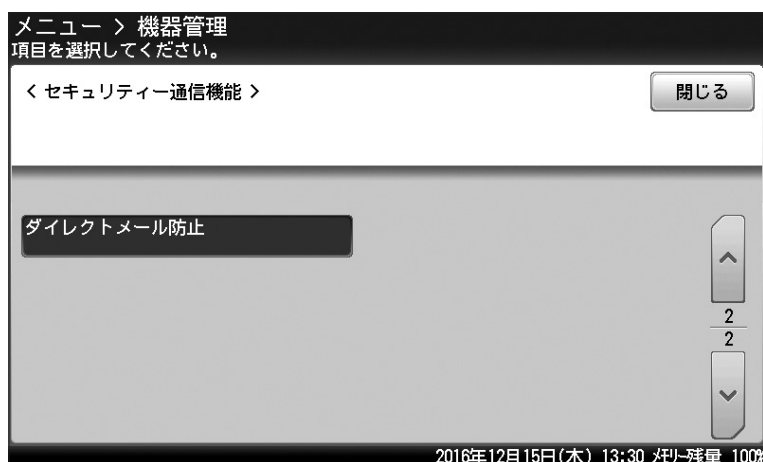 メニュー > 機器管理
項目を選択してください。
< セキュリティー通信機能 >
閉じる
ダイレクトメール防止
2
2
2016年12月15日(木) 13:30 メモリー残量 100%